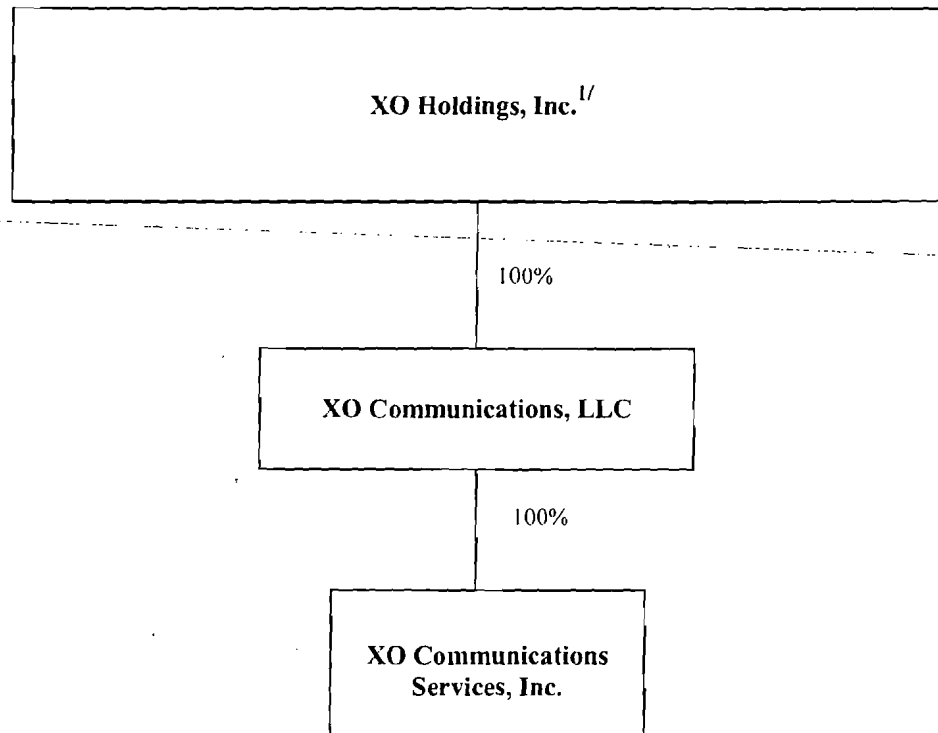 XO Holdings, Inc.1/
100%
XO Communications, LLC
100%
XO Communications
Services, Inc.